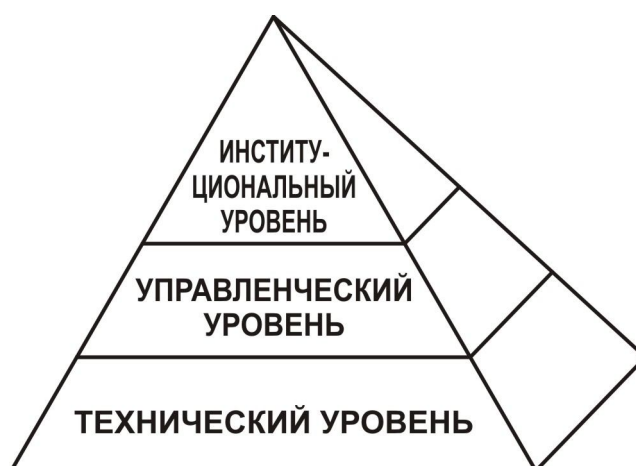 ИНСТИТУ-
ЦИОНАЛЬНЫЙ
УРОВЕНЬ
УПРАВЛЕНЧЕСКИЙ
УРОВЕНЬ
ТЕХНИЧЕСКИЙ УРОВЕНЬ